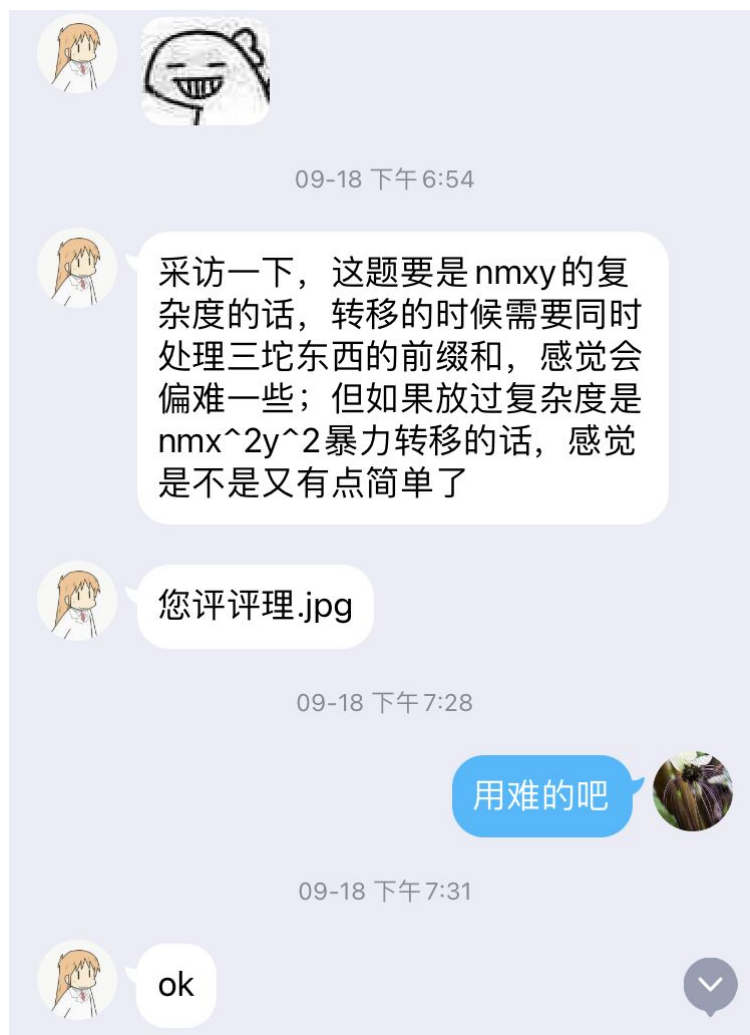 09-18 下午6:54
采访一下，这题要是nmxy的复
杂度的话，转移的时候需要同时
处理三坨东西的前缀和，感觉会
偏难一些；但如果放过复杂度是
nmx^2y^2暴力转移的话，感觉
是不是又有点简单了
您评评理.jpg
09-18 下午7:28
用难的吧
09-18 下午7:31
ok